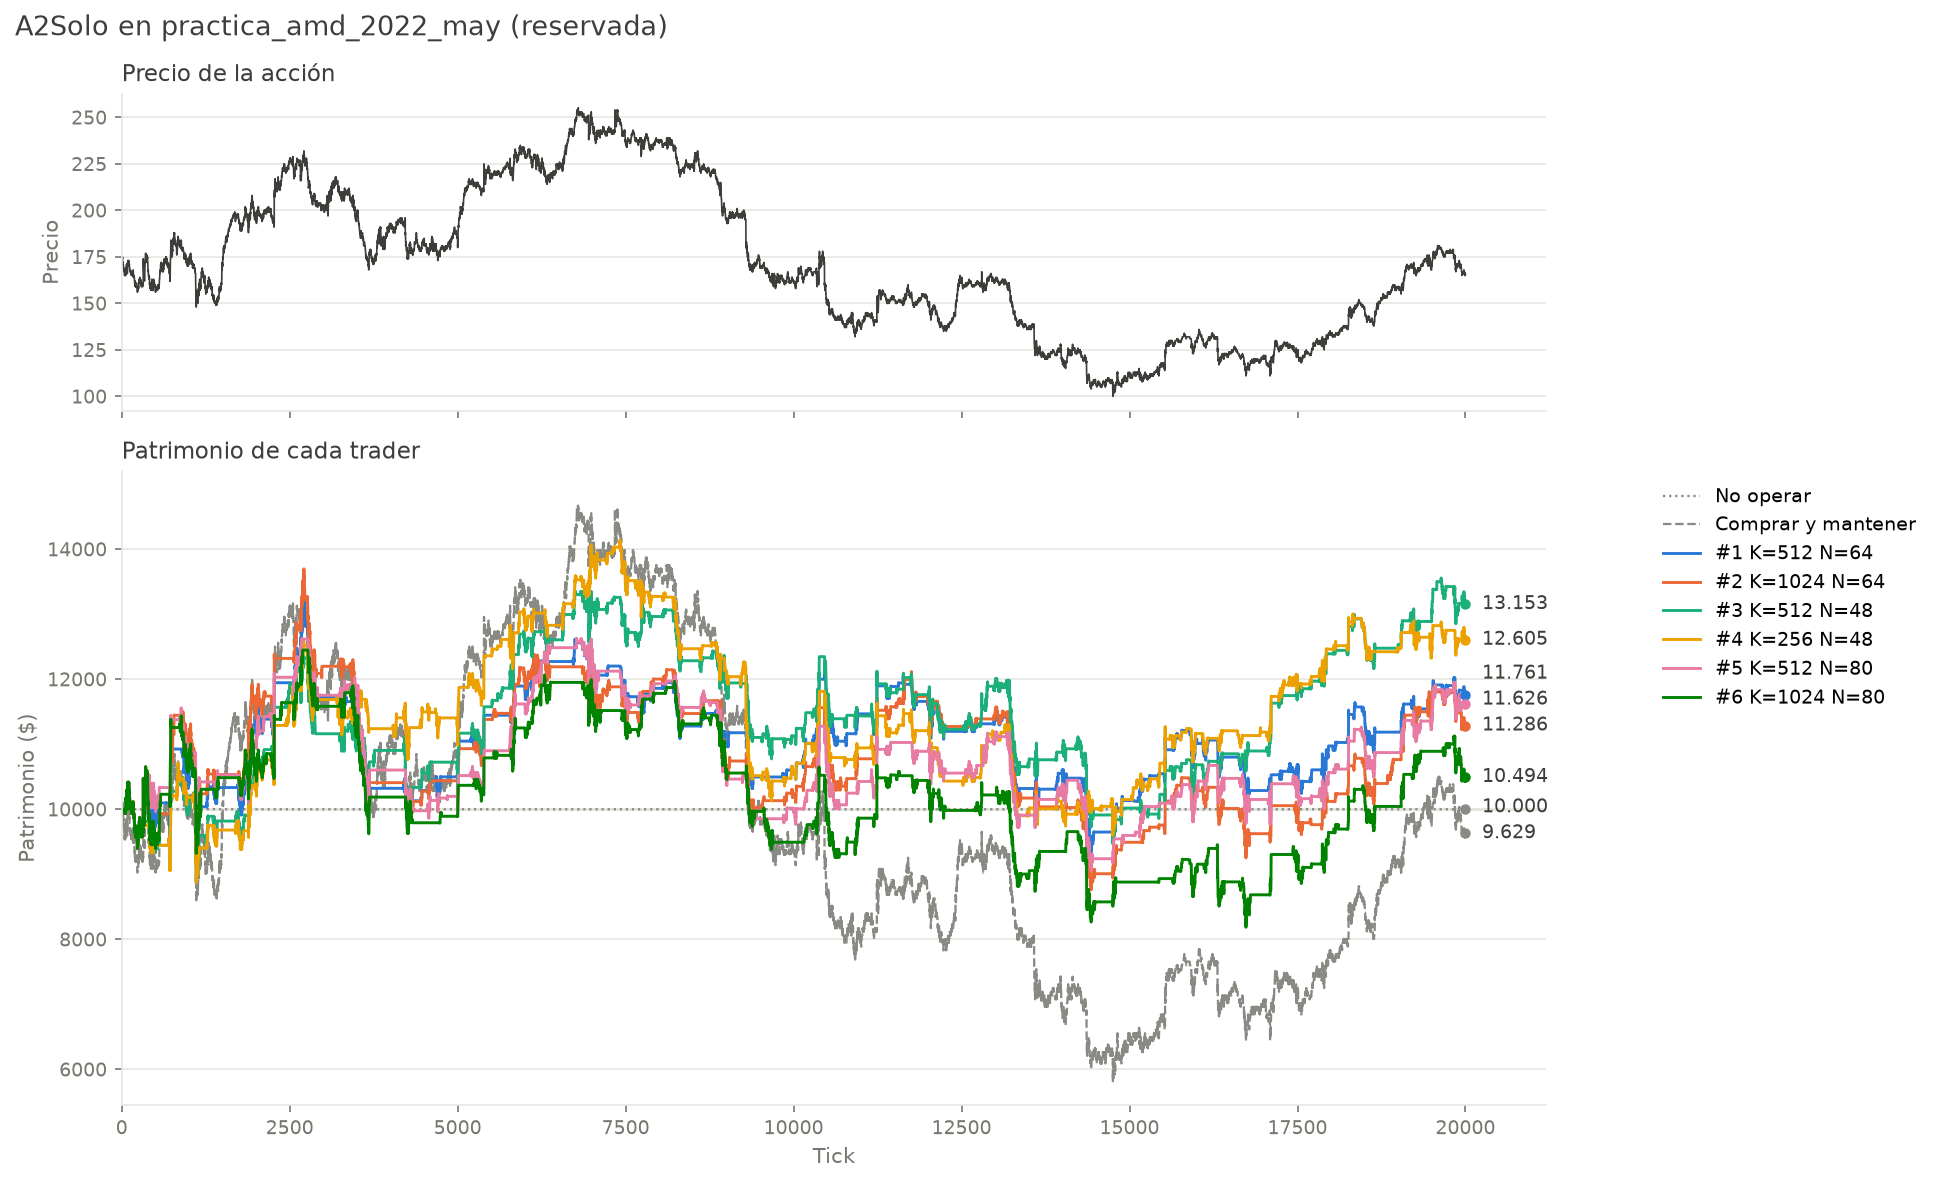 A2Solo en practica_amd_2022_may (reservada)
Precio de la acción
250
225
200
175
150
125
100
Precio
Patrimonio de cada trader
14000
12000
10000
8000
6000
Patrimonio ($)
0
2500
5000
7500
10000
12500
15000
17500
20000
Tick
13.153
12.605
11.761
11.626
11.286
10.494
10.000
9.629
No operar
Comprar y mantener
#1 K=512 N=64
#2 K=1024 N=64
#3 K=512 N=48
#4 K=256 N=48
#5 K=512 N=80
#6 K=1024 N=80